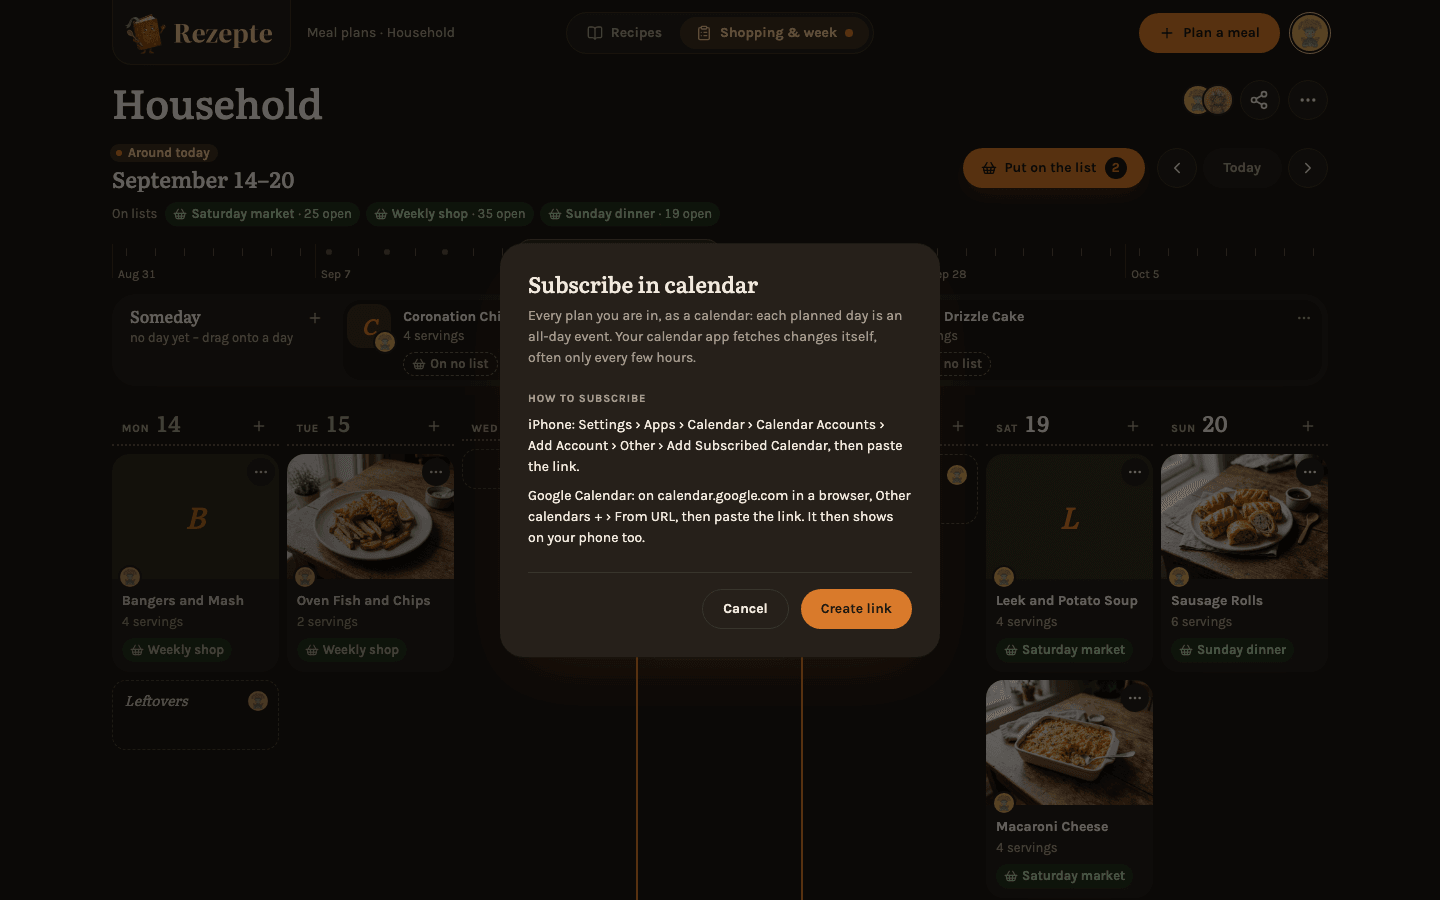 Rezepte
Meal plans · Household
Recipes
Shopping & week
Plan a meal
Household
Around today
September 14–20
Put on the list 2
Today
On lists
Saturday market · 25 open
Weekly shop · 35 open
Sunday dinner · 19 open
Aug 31
Sep 7
28
Oct 5
Someday
no day yet – drag onto a day
C
Coronation
4 servings
On no list
Drizzle Cake
no list
Subscribe in calendar
Every plan you are in, as a calendar: each planned day is an
all-day event. Your calendar app fetches changes itself,
often only every few hours.
HOW TO SUBSCRIBE
iPhone: Settings › Apps › Calendar › Calendar Accounts ›
Add Account › Other › Add Subscribed Calendar, then paste
the link.
Google Calendar: on calendar.google.com in a browser, Other
calendars + › From URL, then paste the link. It then shows
on your phone too.
Cancel
Create link
MON 14
TUE 15
WED
SAT 19
SUN 20
B
Bangers and Mash
4 servings
Weekly shop
Leftovers
Oven Fish and Chips
2 servings
Weekly shop
L
Leek and Potato Soup
4 servings
Saturday market
Macaroni Cheese
4 servings
Saturday market
Sausage Rolls
6 servings
Sunday dinner